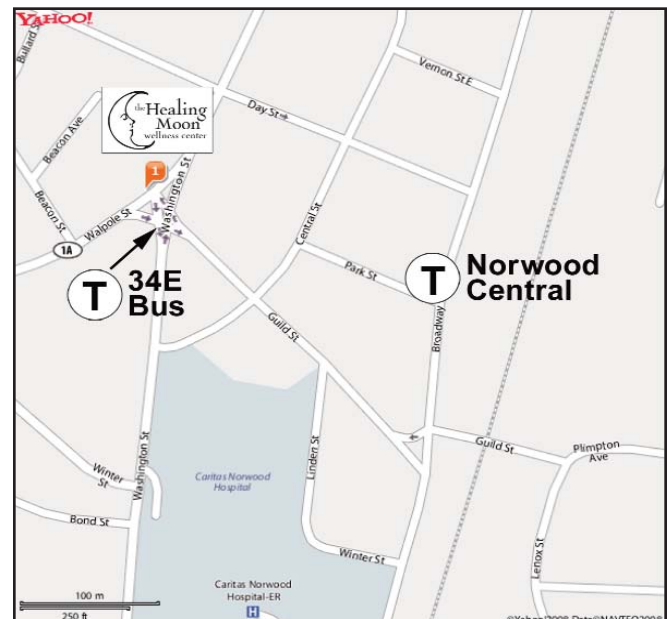 YAHOO!
Bullard St
Vernon St E
the Healing
Moon
wellness center
Day St
Beacon Ave
1
Washington St
Beacon St
Walpole St
Central St
1A
T
34E
Bus
Park St
T
Norwood
Central
Broadway
Guild St
Guild St
Plimpton
Ave
Washington St
Winter
St
Caritas Norwood
Hospital
Linden St
Bond St
Winter St
Lenox St
100 m
250 ft
Caritas Norwood
Hospital-ER
H